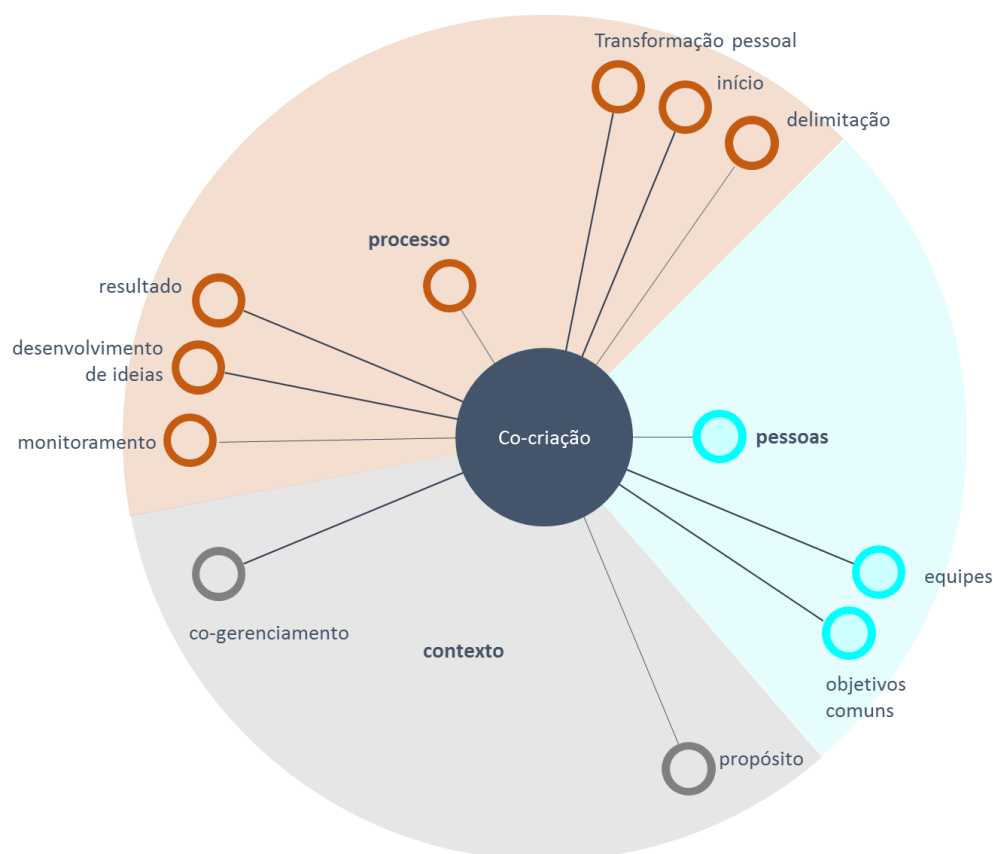 Transformação pessoal
início
delimitação
processo
resultado
desenvolvimento
de ideias
monitoramento
Co-criação
pessoas
equipes
co-gerenciamento
contexto
objetivos
comuns
propósito